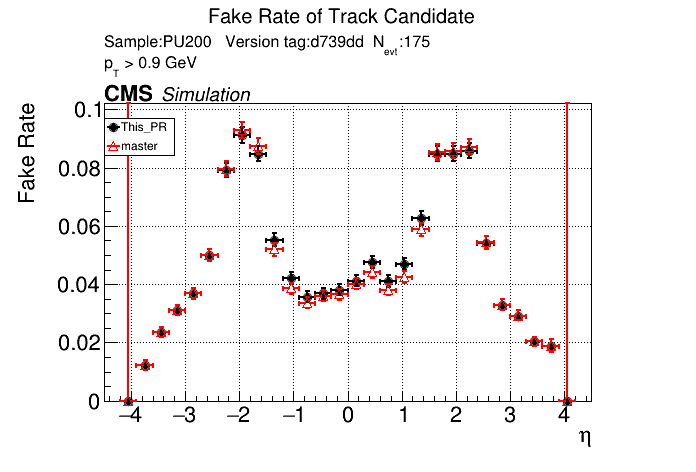 Fake Rate of Track Candidate
Sample:PU200 Version tag:d739dd Nevt:175
pT > 0.9 GeV
CMS Simulation
Fake Rate
0.1
0.08
0.06
0.04
0.02
0
This_PR
master
−4 −3 −2 −1 0 1 2 3 4
η